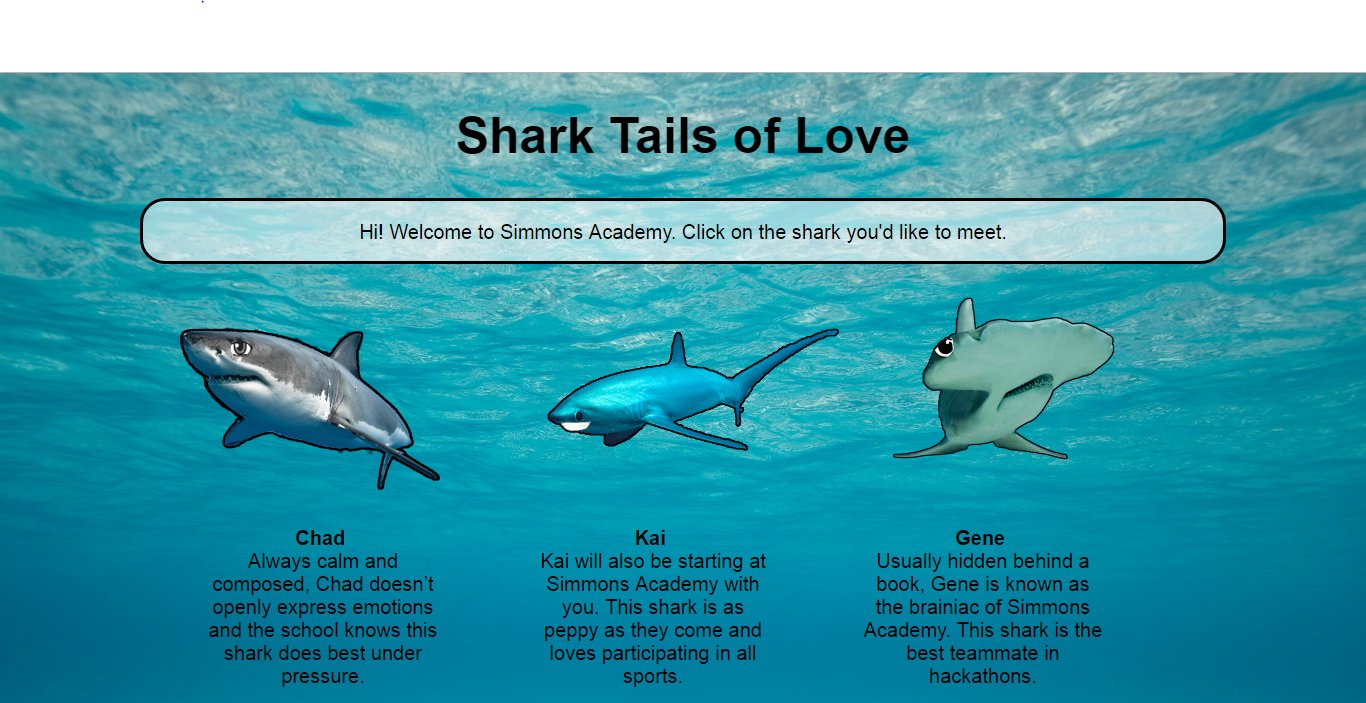 Shark Tails of Love
Hi! Welcome to Simmons Academy. Click on the shark you'd like to meet.
Chad
Always calm and
composed, Chad doesn’t
openly express emotions
and the school knows this
shark does best under
pressure.
Kai
Kai will also be starting at
Simmons Academy with
you. This shark is as
peppy as they come and
loves participating in all
sports.
Gene
Usually hidden behind a
book, Gene is known as
the brainiac of Simmons
Academy. This shark is the
best teammate in
hackathons.